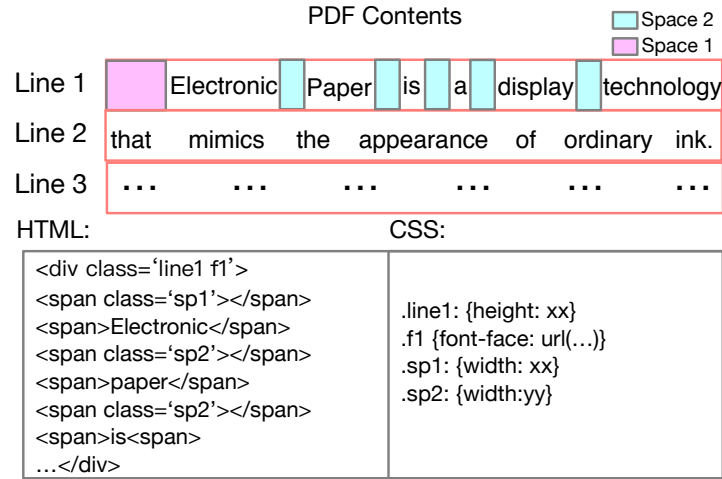 PDF Contents
Space 2
Space 1
Line 1 Electronic Paper is a display technology
Line 2 that mimics the appearance of ordinary ink.
Line 3 ... ... ... ... ... ...
HTML: CSS:
<div class=‘line1 f1’>
<span class=‘sp1’></span>
<span>Electronic</span>
<span class=‘sp2’></span>
<span>paper</span>
<span class=‘sp2’></span>
<span>is<span>
…</div>
.line1: {height: xx}
.f1 {font-face: url(…)}
.sp1: {width: xx}
.sp2: {width:yy}